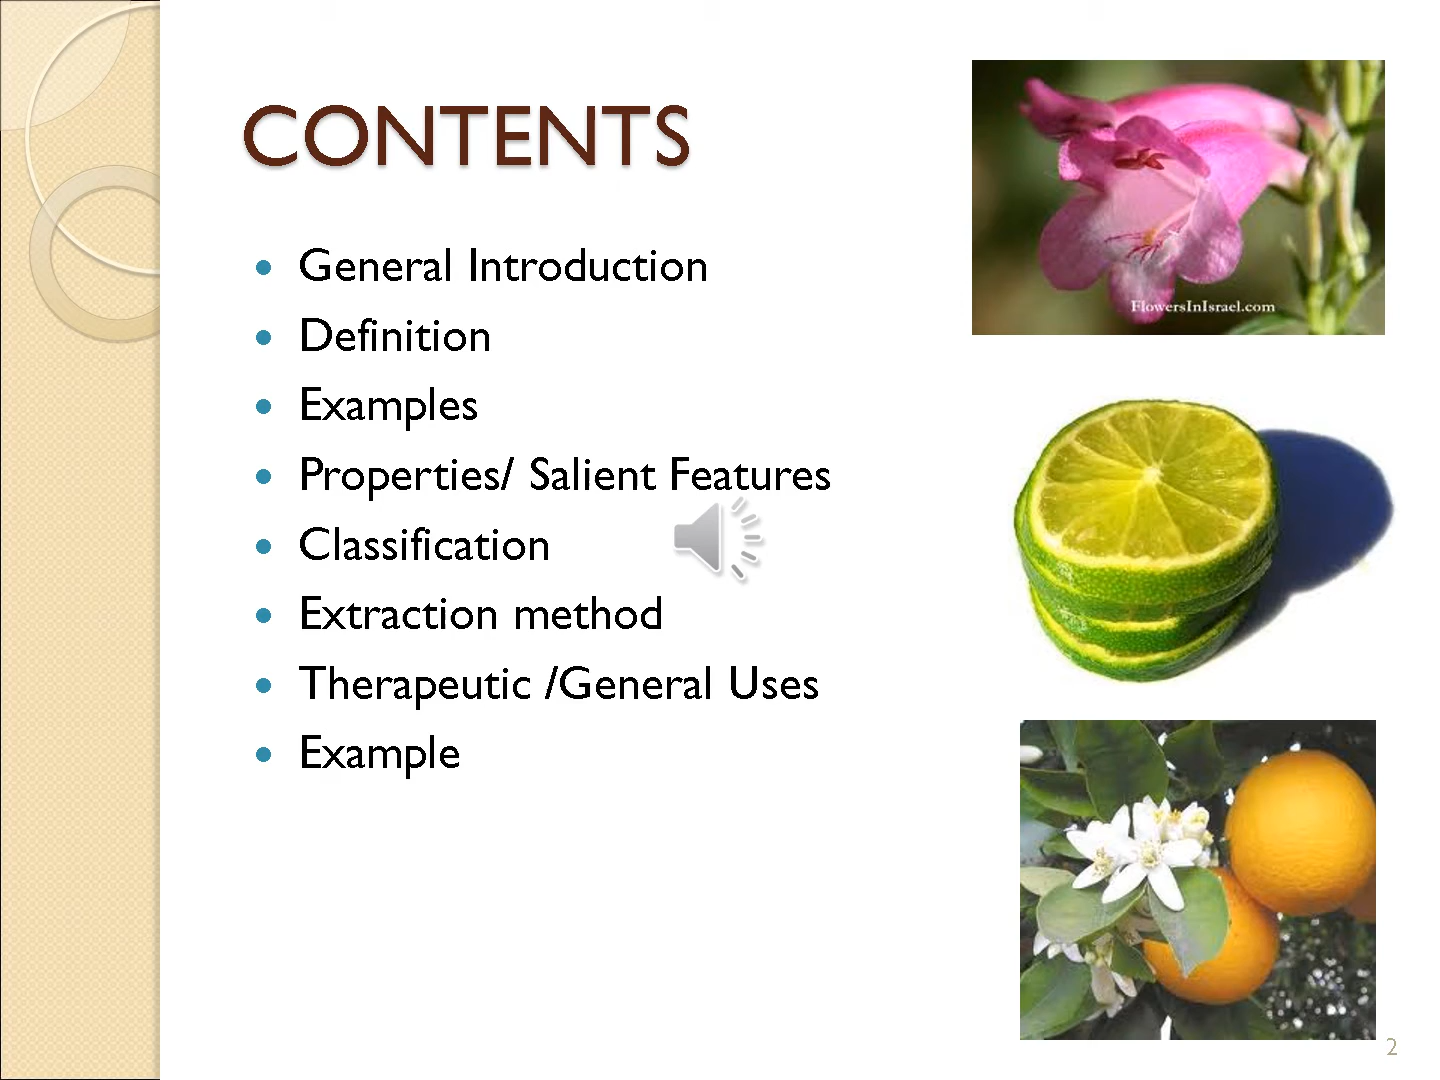 CONTENTS
General Introduction
Definition
Examples
Properties/ Salient Features
Classification
Extraction method
Therapeutic /General Uses
Example
FlowersInIsrael.com
2